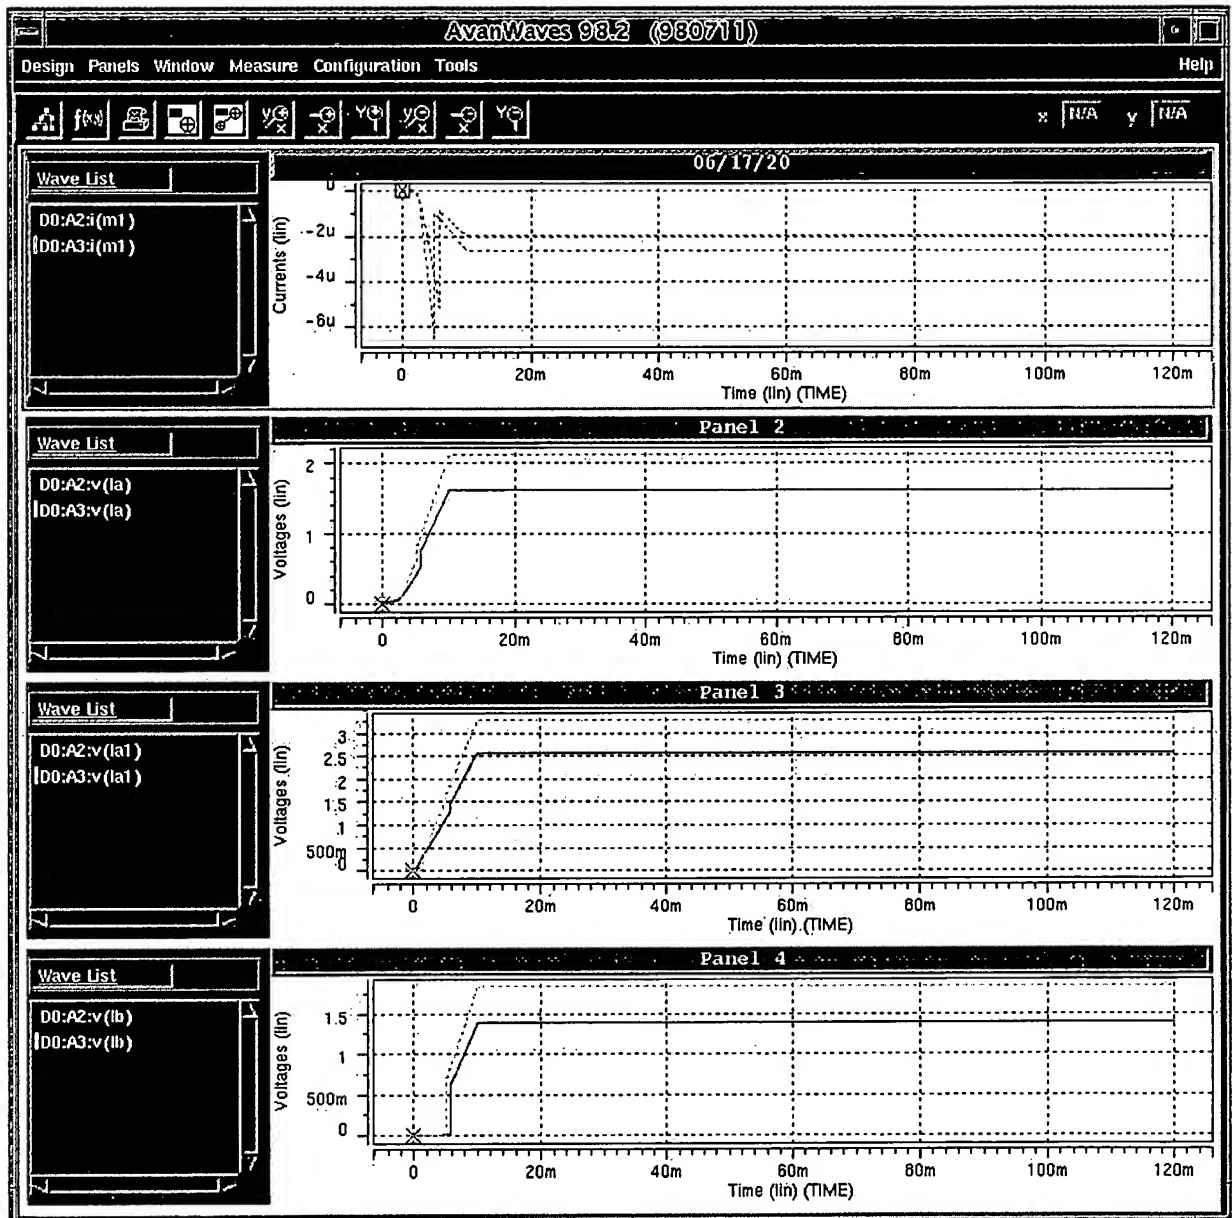 AvanWaves 98.2 (980711)
Design Panels Window Measure Configuration Tools Help
f(x,y) y x x Y y x x Y x N/A y N/A
Wave List
D0:A2:i(m1)
D0:A3:i(m1)
06/17/20
Currents (lin)
0
-2u
-4u
-6u
0 20m 40m 60m 80m 100m 120m
Time (lin) (TIME)
Wave List
D0:A2:v(la)
D0:A3:v(la)
Panel 2
Voltages (lin)
2
1
0
0 20m 40m 60m 80m 100m 120m
Time (lin) (TIME)
Wave List
D0:A2:v(la1)
D0:A3:v(la1)
Panel 3
Voltages (lin)
3
2.5
2
1.5
1
500m
0
0 20m 40m 60m 80m 100m 120m
Time (lin) (TIME)
Wave List
D0:A2:v(lb)
D0:A3:v(lb)
Panel 4
Voltages (lin)
1.5
1
500m
0
0 20m 40m 60m 80m 100m 120m
Time (lin) (TIME)